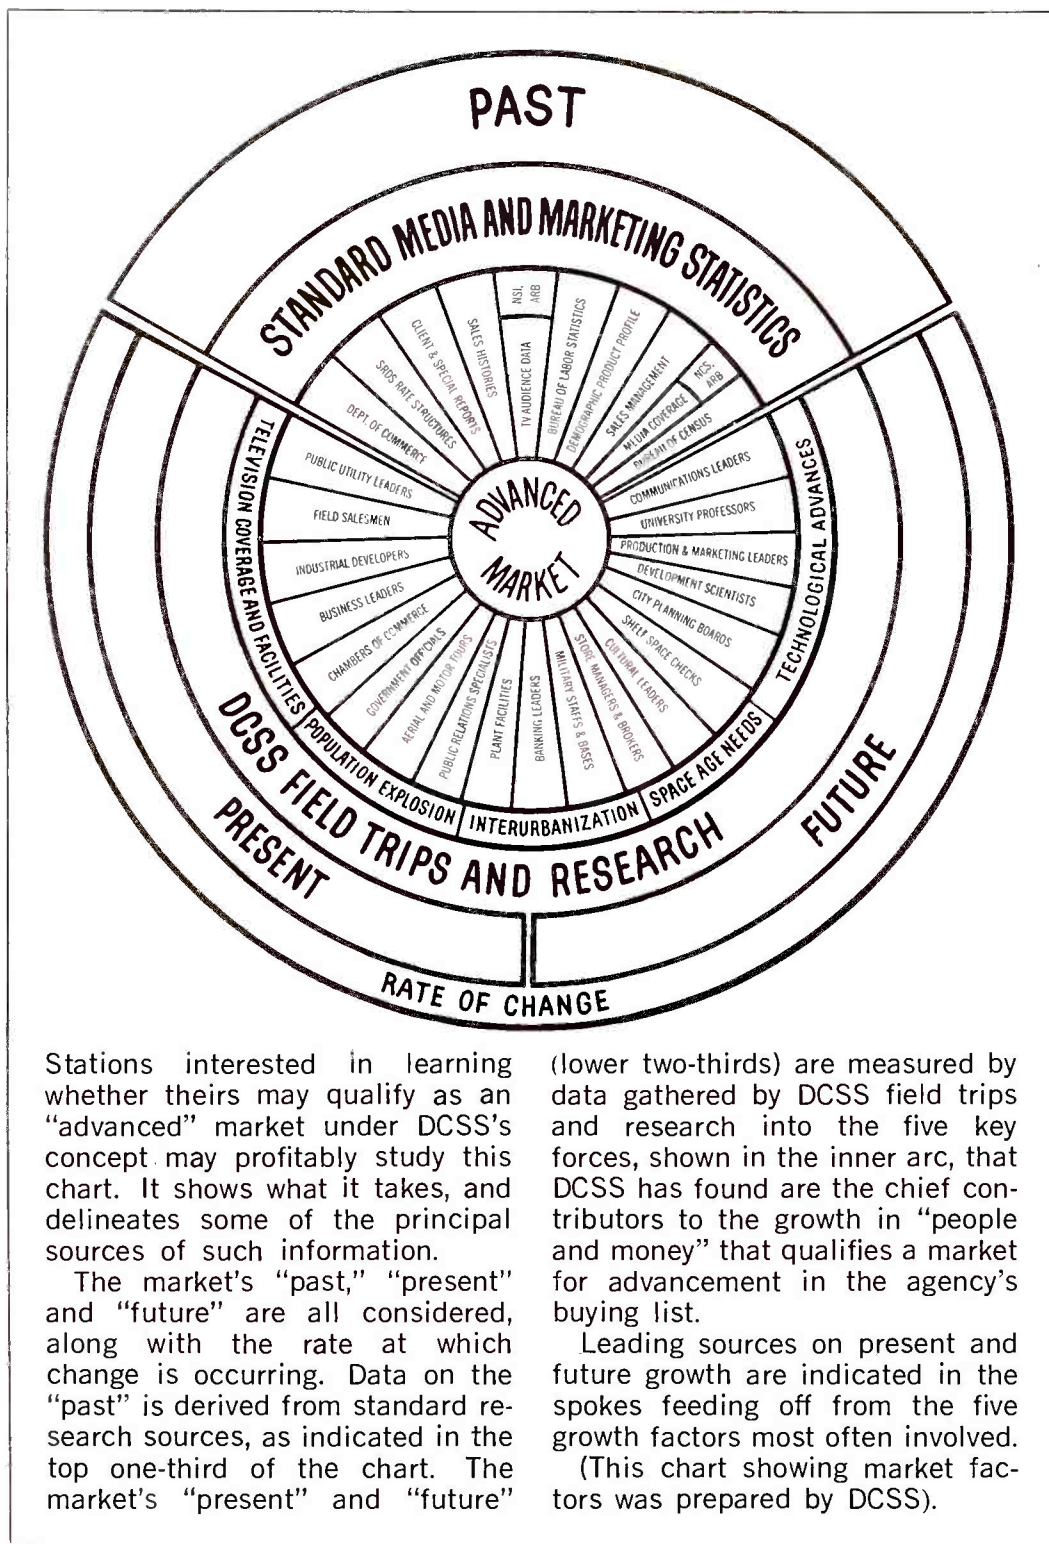 PAST
STANDARD MEDIA AND MARKETING STATISTICS
DEPT. OF COMMERCE
SRDS RATE STRUCTURES
CLIENT & SPECIAL REPORTS
SALES HISTORIES
NSI, ARB
TV AUDIENCE DATA
BUREAU OF LABOR STATISTICS
DEMOGRAPHIC PRODUCT PROFILE
SALES MANAGEMENT
NCS, ARB
MEDIA COVERAGE
BUREAU OF CENSUS
ADVANCED
MARKET
COMMUNICATIONS LEADERS
UNIVERSITY PROFESSORS
PRODUCTION & MARKETING LEADERS
DEVELOPMENT SCIENTISTS
CITY PLANNING BOARDS
SHELF SPACE CHECKS
CULTURAL LEADERS
STORE MANAGERS & BROKERS
MILITARY STAFFS & BASES
BANKING LEADERS
PLANT FACILITIES
PUBLIC RELATIONS SPECIALISTS
AERIAL AND MOTOR TOURS
GOVERNMENT OFFICIALS
CHAMBERS OF COMMERCE
BUSINESS LEADERS
INDUSTRIAL DEVELOPERS
FIELD SALESMEN
PUBLIC UTILITY LEADERS
TELEVISION COVERAGE AND FACILITIES
POPULATION EXPLOSION
INTERURBANIZATION
SPACE AGE NEEDS
TECHNOLOGICAL ADVANCES
DCSS FIELD TRIPS AND RESEARCH
PRESENT
FUTURE
RATE OF CHANGE
Stations interested in learning
whether theirs may qualify as an
“advanced” market under DCSS’s
concept may profitably study this
chart. It shows what it takes, and
delineates some of the principal
sources of such information.
The market’s “past,” “present”
and “future” are all considered,
along with the rate at which
change is occurring. Data on the
“past” is derived from standard re-
search sources, as indicated in the
top one-third of the chart. The
market’s “present” and “future”
(lower two-thirds) are measured by
data gathered by DCSS field trips
and research into the five key
forces, shown in the inner arc, that
DCSS has found are the chief con-
tributors to the growth in “people
and money” that qualifies a market
for advancement in the agency’s
buying list.
Leading sources on present and
future growth are indicated in the
spokes feeding off from the five
growth factors most often involved.
(This chart showing market fac-
tors was prepared by DCSS).